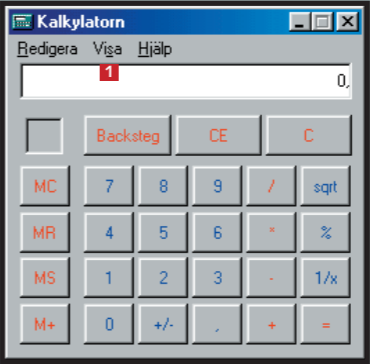 Kalkylatorn
Redigera Visa Hjälp
1
0,
Backsteg CE C
MC 7 8 9 / sqrt
MR 4 5 6 * %
MS 1 2 3 - 1/x
M+ 0 +/- , + =